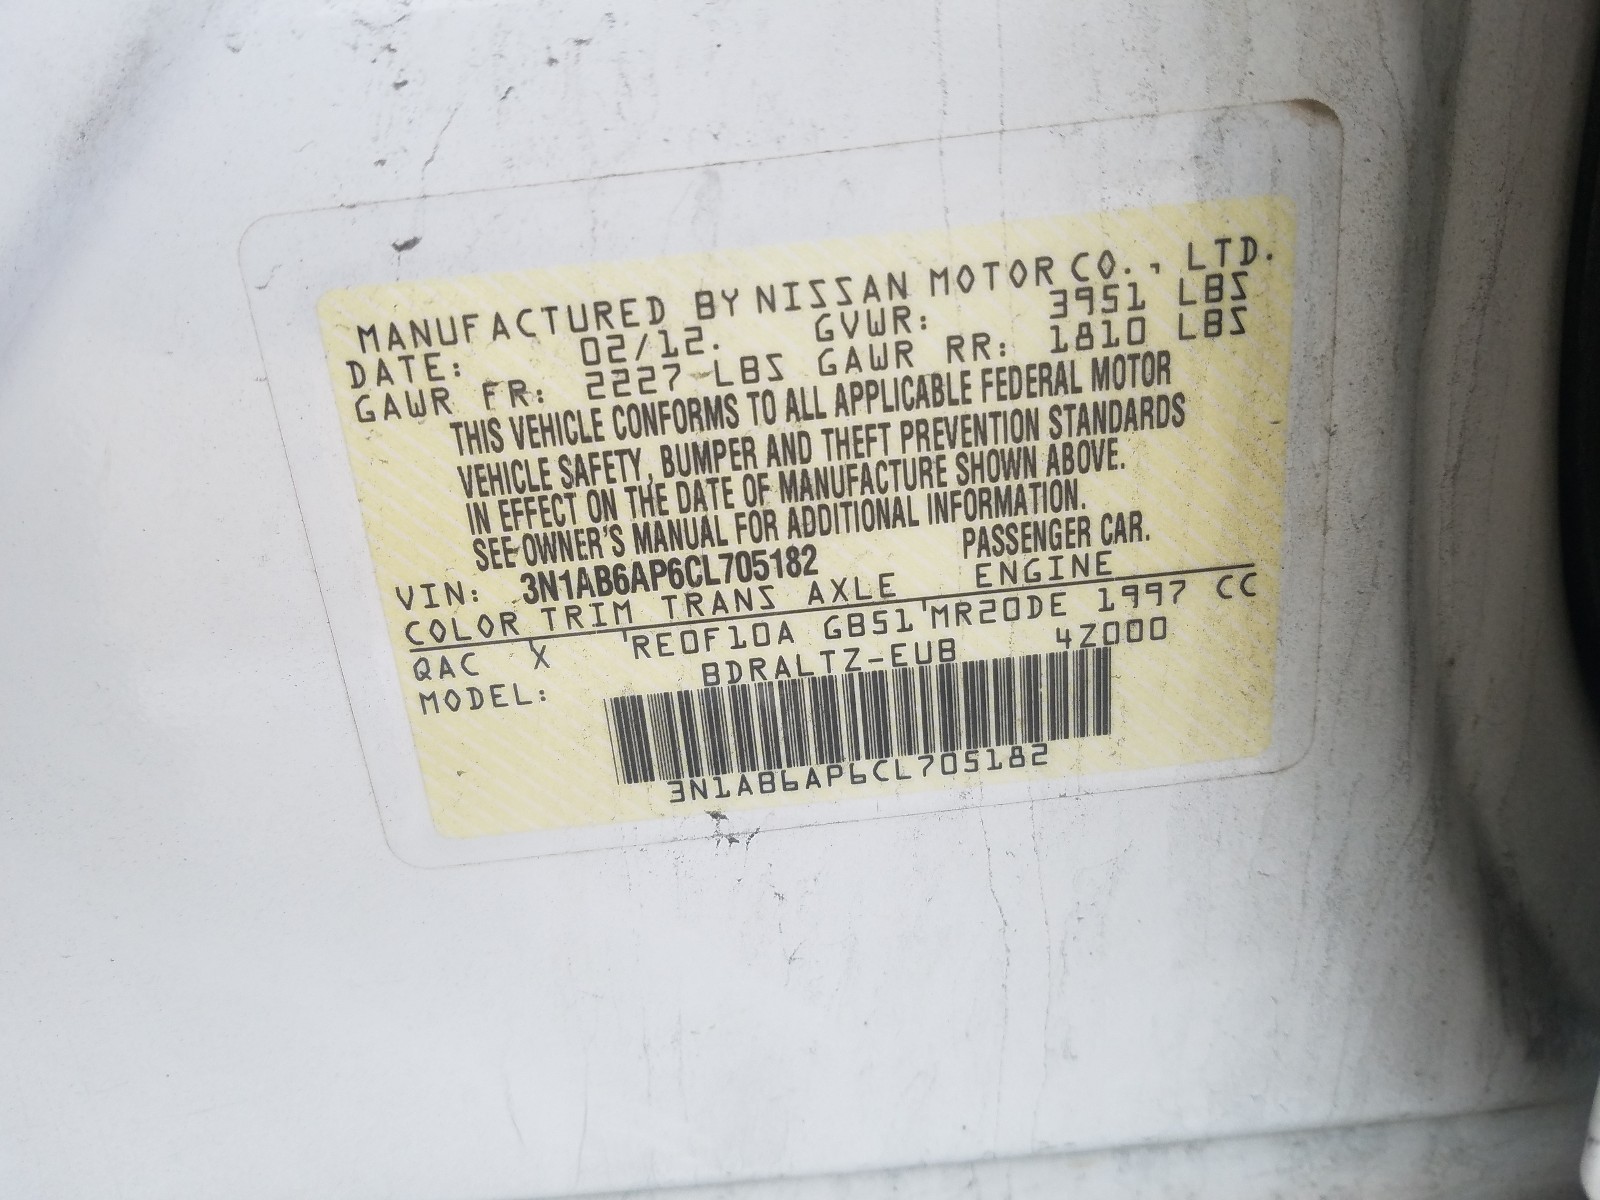 MANUFACTURED BY NISSAN MOTOR CO., LTD.
DATE: 02/12. GVWR: 3951 LBS
GAWR FR: 2227 LBS GAWR RR: 1810 LBS
THIS VEHICLE CONFORMS TO ALL APPLICABLE FEDERAL MOTOR
VEHICLE SAFETY, BUMPER AND THEFT PREVENTION STANDARDS
IN EFFECT ON THE DATE OF MANUFACTURE SHOWN ABOVE.
SEE OWNER'S MANUAL FOR ADDITIONAL INFORMATION.
VIN: 3N1AB6AP6CL705182 PASSENGER CAR.
COLOR TRIM TRANS AXLE ENGINE
QAC X RE0F10A GB51 MR20DE 1997 CC
MODEL: BDRALTZ-EUB 4Z000
3N1AB6AP6CL705182